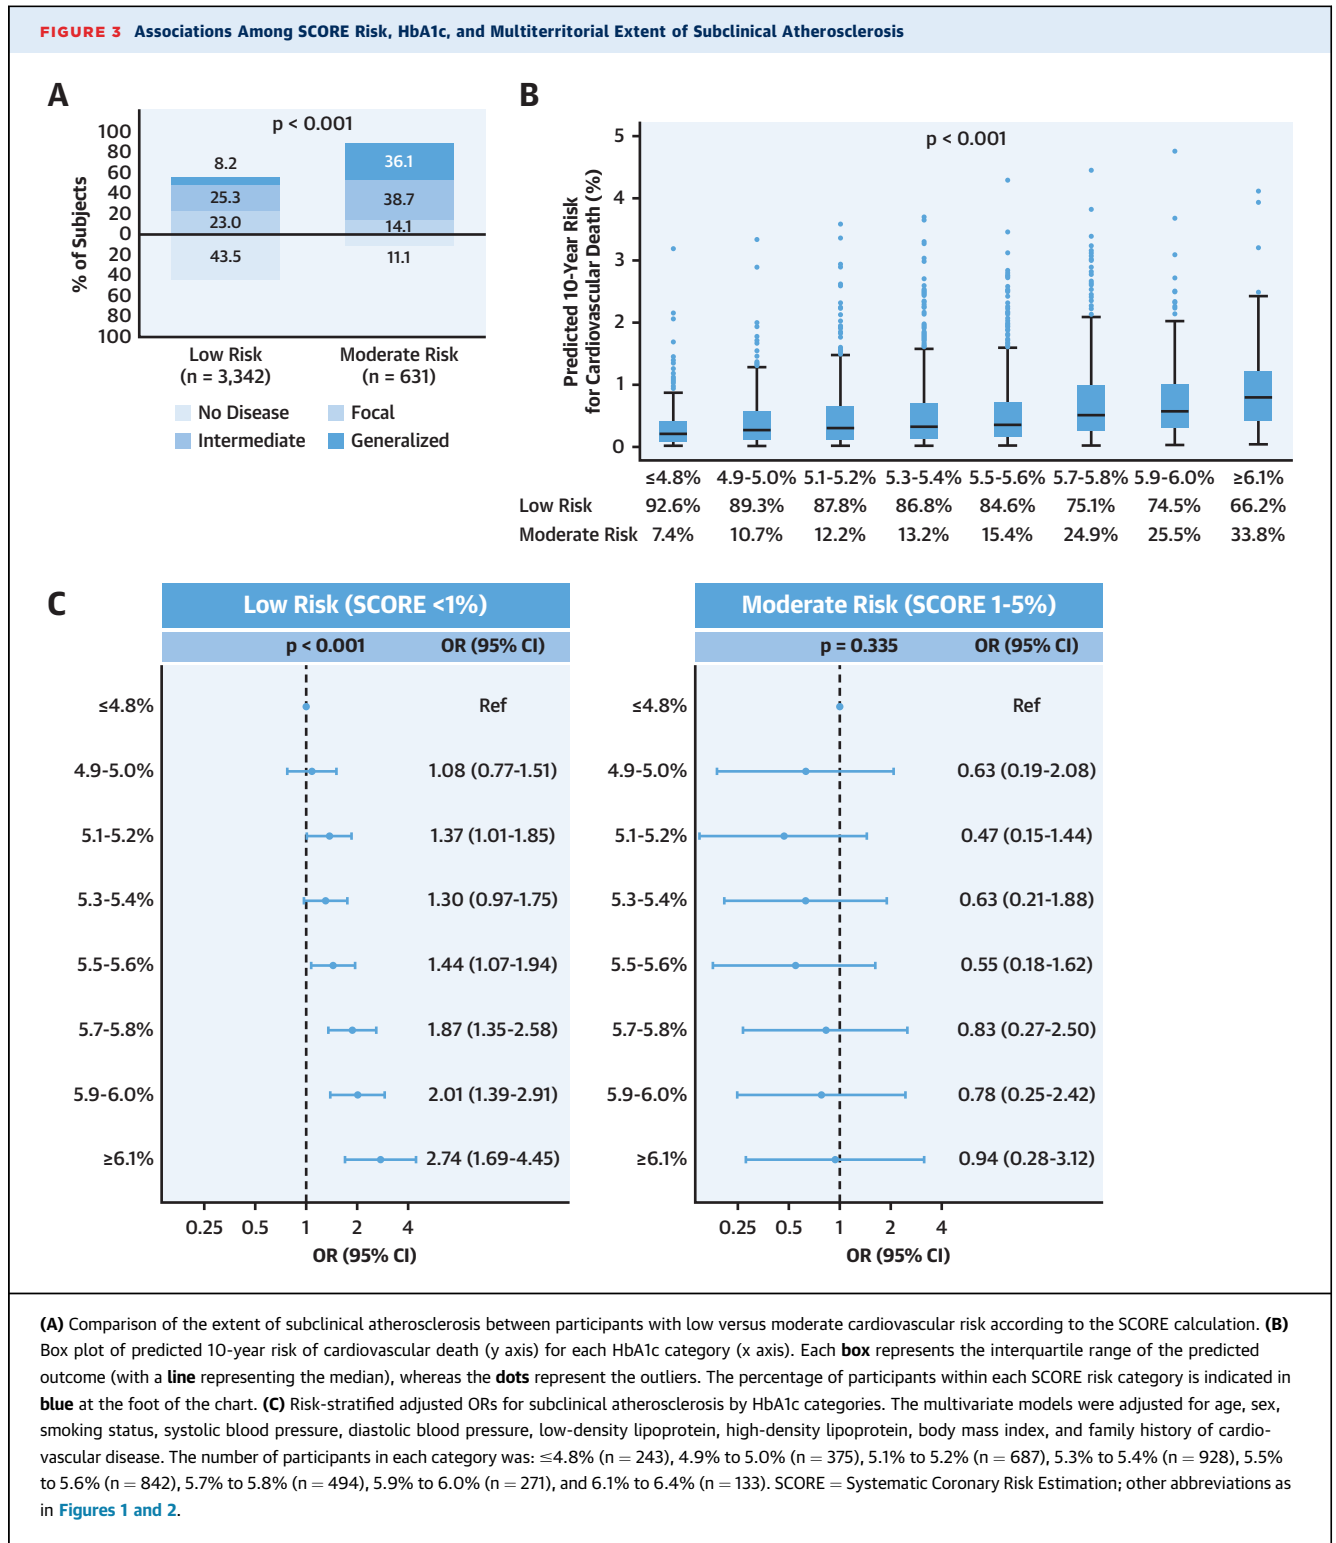 FIGURE 3 Associations Among SCORE Risk, HbA1c, and Multiterritorial Extent of Subclinical Atherosclerosis
A
p < 0.001
% of Subjects
100
80
60
40
20
0
20
40
60
80
100
8.2
25.3
23.0
43.5
36.1
38.7
14.1
11.1
Low Risk
(n = 3,342)
Moderate Risk
(n = 631)
No Disease
Focal
Intermediate
Generalized
B
p < 0.001
Predicted 10-Year Risk
for Cardiovascular Death (%)
5
4
3
2
1
0
≤4.8% 4.9-5.0% 5.1-5.2% 5.3-5.4% 5.5-5.6% 5.7-5.8% 5.9-6.0% ≥6.1%
Low Risk 92.6% 89.3% 87.8% 86.8% 84.6% 75.1% 74.5% 66.2%
Moderate Risk 7.4% 10.7% 12.2% 13.2% 15.4% 24.9% 25.5% 33.8%
C
Low Risk (SCORE <1%)
p < 0.001 OR (95% CI)
≤4.8% Ref
4.9-5.0% 1.08 (0.77-1.51)
5.1-5.2% 1.37 (1.01-1.85)
5.3-5.4% 1.30 (0.97-1.75)
5.5-5.6% 1.44 (1.07-1.94)
5.7-5.8% 1.87 (1.35-2.58)
5.9-6.0% 2.01 (1.39-2.91)
≥6.1% 2.74 (1.69-4.45)
0.25 0.5 1 2 4
OR (95% CI)
Moderate Risk (SCORE 1-5%)
p = 0.335 OR (95% CI)
≤4.8% Ref
4.9-5.0% 0.63 (0.19-2.08)
5.1-5.2% 0.47 (0.15-1.44)
5.3-5.4% 0.63 (0.21-1.88)
5.5-5.6% 0.55 (0.18-1.62)
5.7-5.8% 0.83 (0.27-2.50)
5.9-6.0% 0.78 (0.25-2.42)
≥6.1% 0.94 (0.28-3.12)
0.25 0.5 1 2 4
OR (95% CI)
(A) Comparison of the extent of subclinical atherosclerosis between participants with low versus moderate cardiovascular risk according to the SCORE calculation. (B)
Box plot of predicted 10-year risk of cardiovascular death (y axis) for each HbA1c category (x axis). Each box represents the interquartile range of the predicted
outcome (with a line representing the median), whereas the dots represent the outliers. The percentage of participants within each SCORE risk category is indicated in
blue at the foot of the chart. (C) Risk-stratified adjusted ORs for subclinical atherosclerosis by HbA1c categories. The multivariate models were adjusted for age, sex,
smoking status, systolic blood pressure, diastolic blood pressure, low-density lipoprotein, high-density lipoprotein, body mass index, and family history of cardio-
vascular disease. The number of participants in each category was: ≤4.8% (n = 243), 4.9% to 5.0% (n = 375), 5.1% to 5.2% (n = 687), 5.3% to 5.4% (n = 928), 5.5%
to 5.6% (n = 842), 5.7% to 5.8% (n = 494), 5.9% to 6.0% (n = 271), and 6.1% to 6.4% (n = 133). SCORE = Systematic Coronary Risk Estimation; other abbreviations as
in Figures 1 and 2.